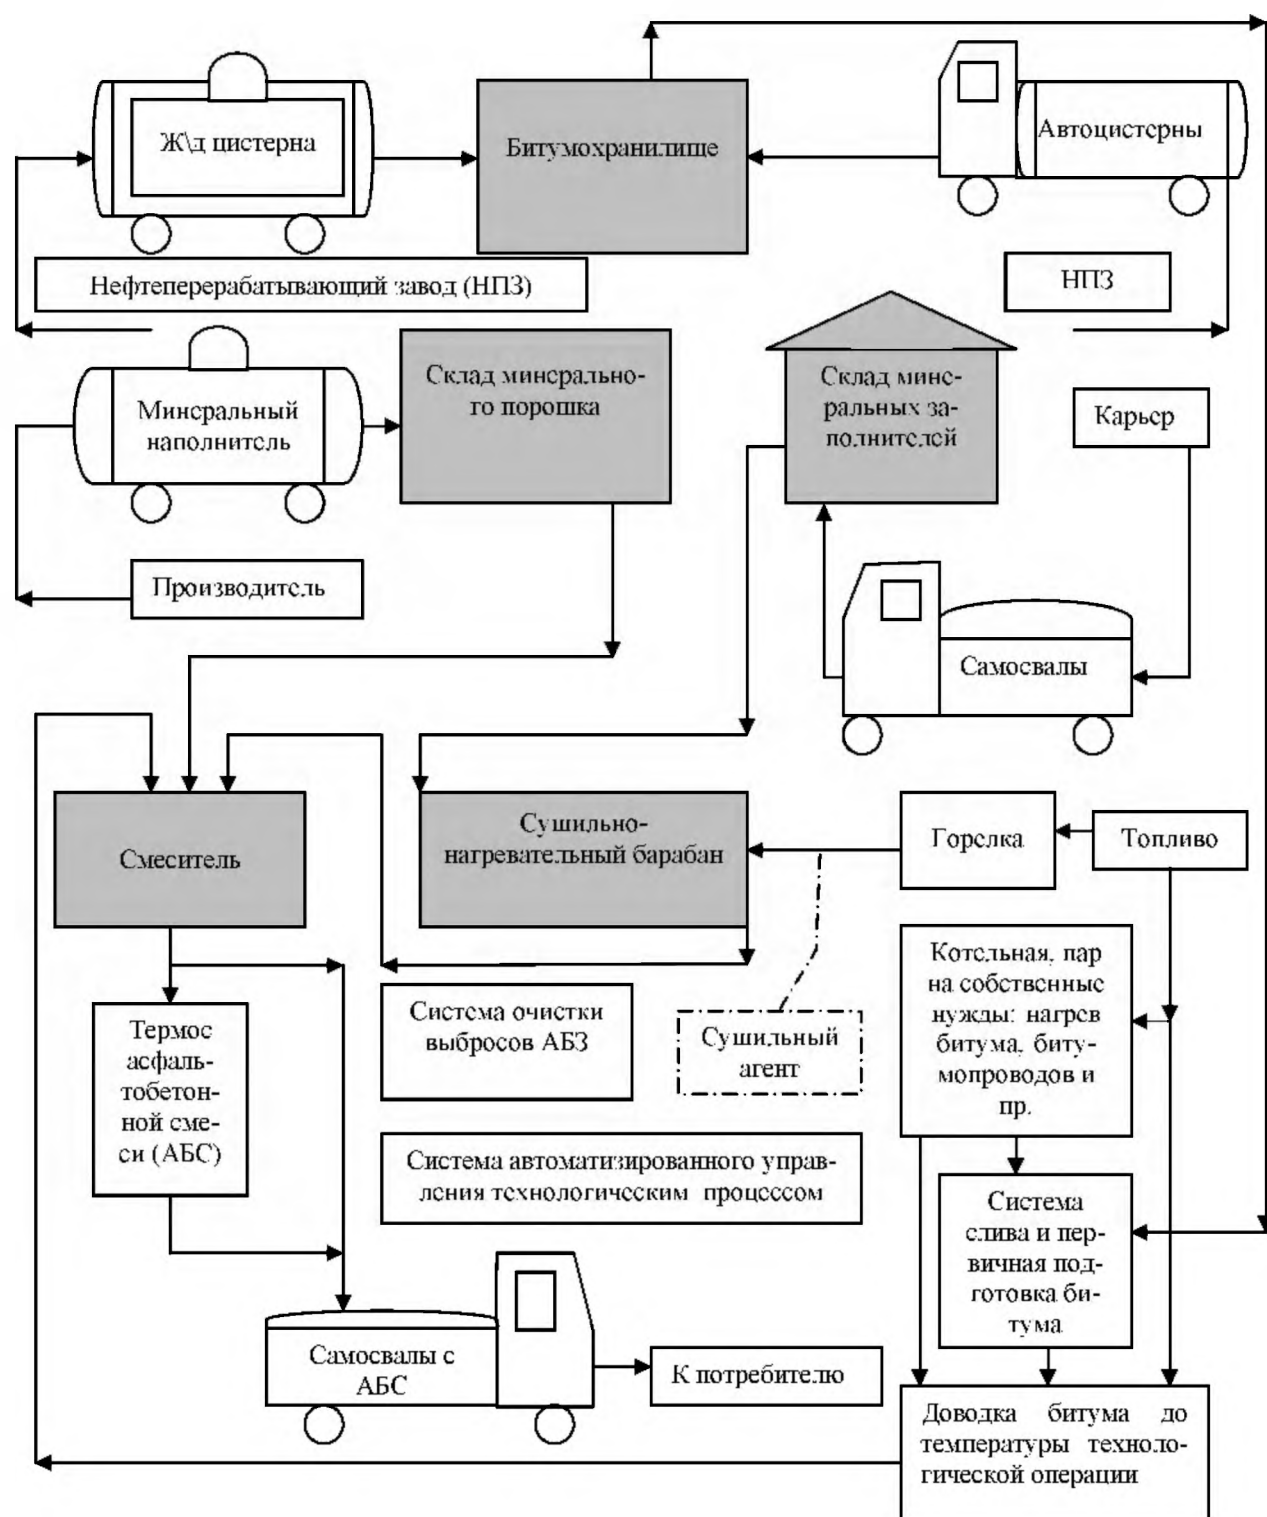 Ж\д цистерна
Битумохранилище
Автоцистерны
Нефтеперерабатывающий завод (НПЗ)
НПЗ
Минеральный
наполнитель
Склад минерально-
го порошка
Склад мине-
ральных за-
полнителей
Карьер
Производитель
Самосвалы
Смеситель
Сушильно-
нагревательный барабан
Горелка
Топливо
Котельная, пар
на собственные
нужды: нагрев
битума, биту-
мопроводов и
пр.
Термос
асфаль-
тобетон-
ной сме-
си (АБС)
Система очистки
выбросов АБЗ
Сушильный
агент
Система автоматизированного управ-
ления технологическим процессом
Система
слива и пер-
вичная под-
готовка би-
тума
Самосвалы с
АБС
К потребителю
Доводка битума до
температуры техноло-
гической операции